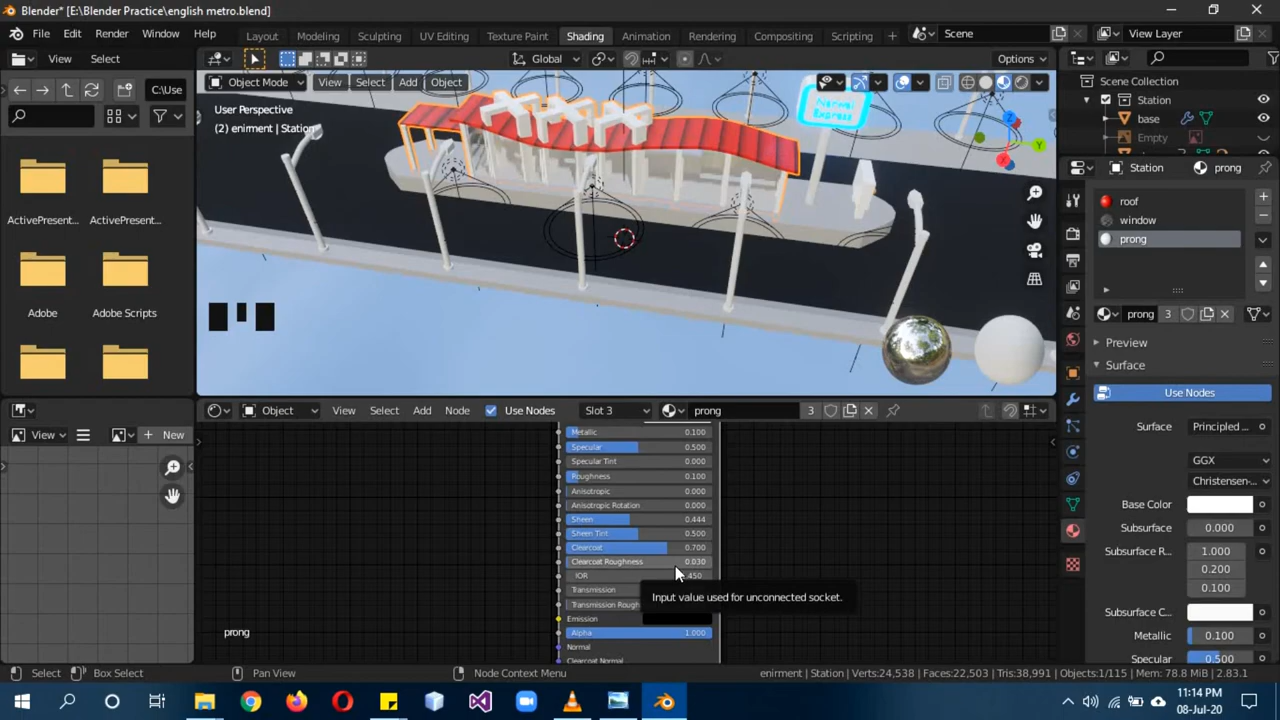 Blender* [E:\Blender Practice\english metro.blend]
File Edit Render Window Help
Layout Modeling Sculpting UV Editing Texture Paint Shading Animation Rendering Compositing Scripting
Scene
View Layer
View Select
Global
Options
Object Mode View Select Add Object
C:\Use
User Perspective
(2) eniment | Station
Express
X
Y
Z
ActivePresent...
ActivePresent...
Adobe
Adobe Scripts
Scene Collection
Station
base
Empty
Station
prong
roof
window
prong
prong 3
Preview
Surface
Use Nodes
Surface Principled ...
GGX
Christensen-...
Base Color
Subsurface 0.000
Subsurface R... 1.000
0.200
0.100
Subsurface C...
Metallic 0.100
Specular 0.500
Object View Select Add Node Use Nodes Slot 3 prong 3
View New
Metallic 0.100
Specular 0.500
Specular Tint 0.000
Roughness 0.100
Anisotropic 0.000
Anisotropic Rotation 0.000
Sheen 0.444
Sheen Tint 0.500
Clearcoat 0.700
Clearcoat Roughness 0.030
IOR .450
Transmission
Transmission Rough
Input value used for unconnected socket.
Emission
Alpha 1.000
Normal
Clearcoat Normal
prong
Select Box Select Pan View Node Context Menu
eniment | Station | Verts:24,538 | Faces:22,503 | Tris:38,991 | Objects:1/115 | Mem: 78.8 MiB | 2.83.1
11:14 PM
08-Jul-20